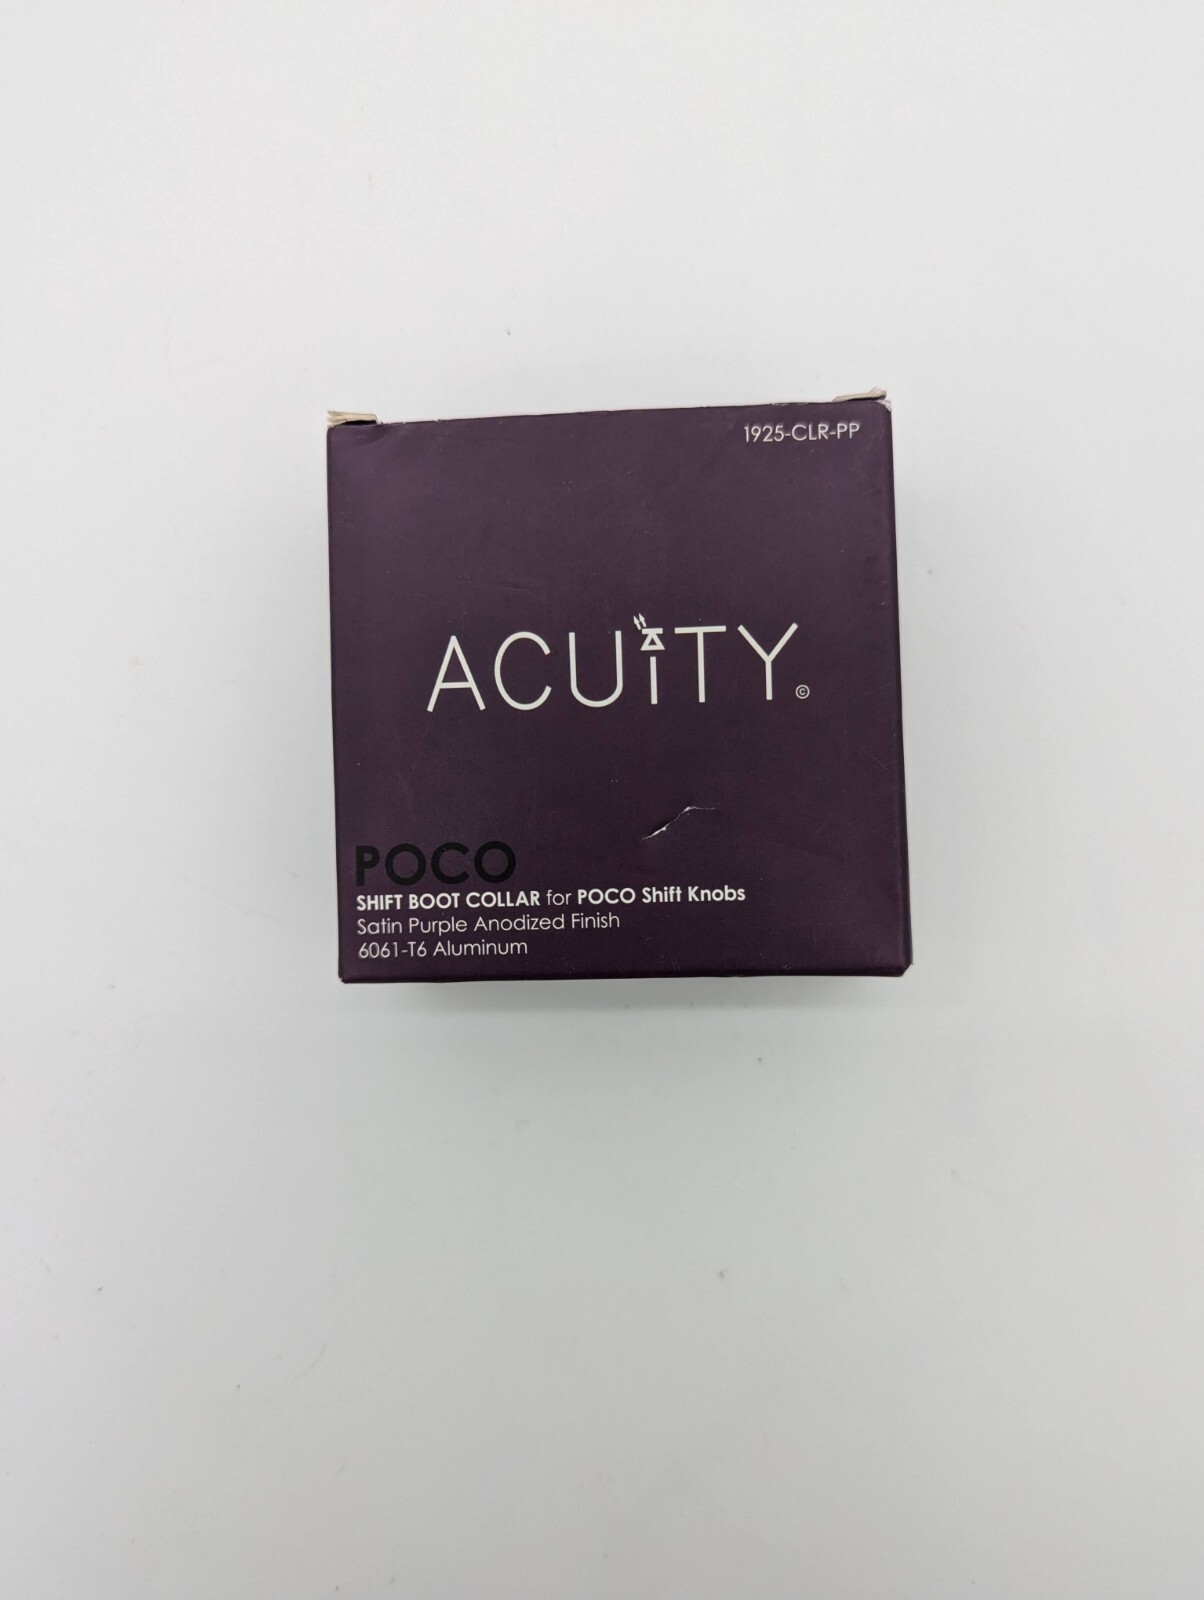 1925-CLR-PP
ACUITY©
POCO
SHIFT BOOT COLLAR for POCO Shift Knobs
Satin Purple Anodized Finish
6061-T6 Aluminum